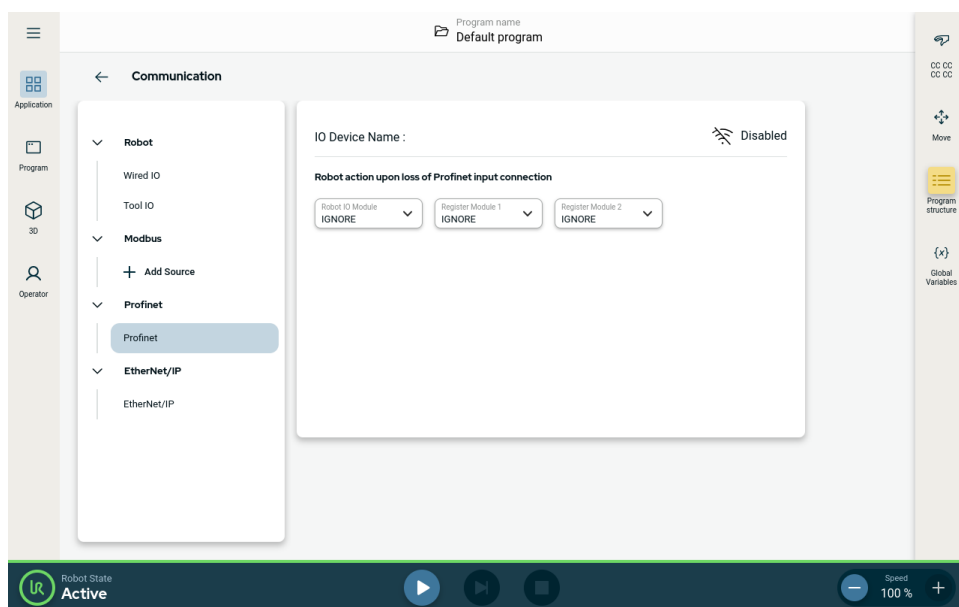 Program name
Default program
Application
Program
3D
Operator
Communication
Robot
Wired IO
Tool IO
Modbus
Add Source
Profinet
Profinet
EtherNet/IP
EtherNet/IP
IO Device Name :
Disabled
Robot action upon loss of Profinet input connection
Robot IO Module
IGNORE
Register Module 1
IGNORE
Register Module 2
IGNORE
CC CC
CC CC
Move
Program
structure
{x}
Global
Variables
UR
Robot State
Active
Speed
100 %